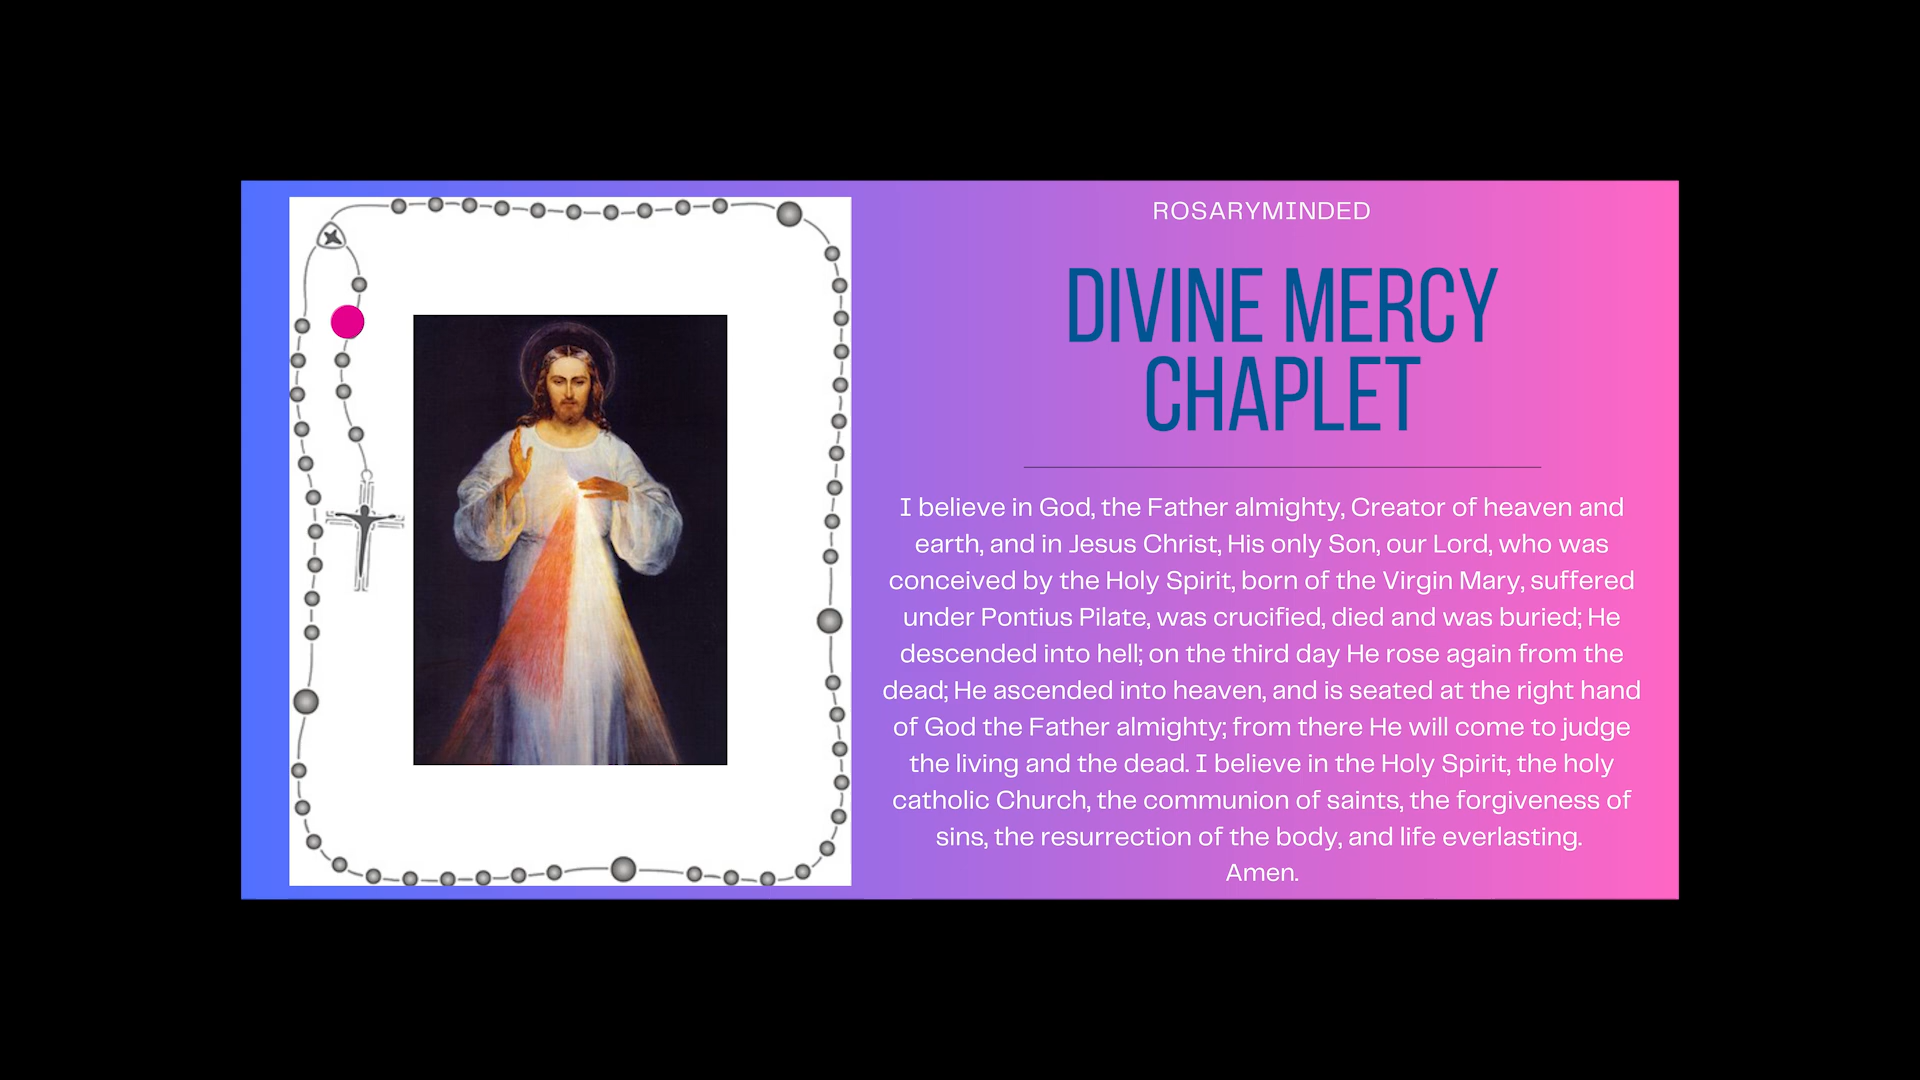 ROSARYMINDED
DIVINE MERCY
CHAPLET
I believe in God, the Father almighty, Creator of heaven and
earth, and in Jesus Christ, His only Son, our Lord, who was
conceived by the Holy Spirit, born of the Virgin Mary, suffered
under Pontius Pilate, was crucified, died and was buried; He
descended into hell; on the third day He rose again from the
dead; He ascended into heaven, and is seated at the right hand
of God the Father almighty; from there He will come to judge
the living and the dead. I believe in the Holy Spirit, the holy
catholic Church, the communion of saints, the forgiveness of
sins, the resurrection of the body, and life everlasting.
Amen.